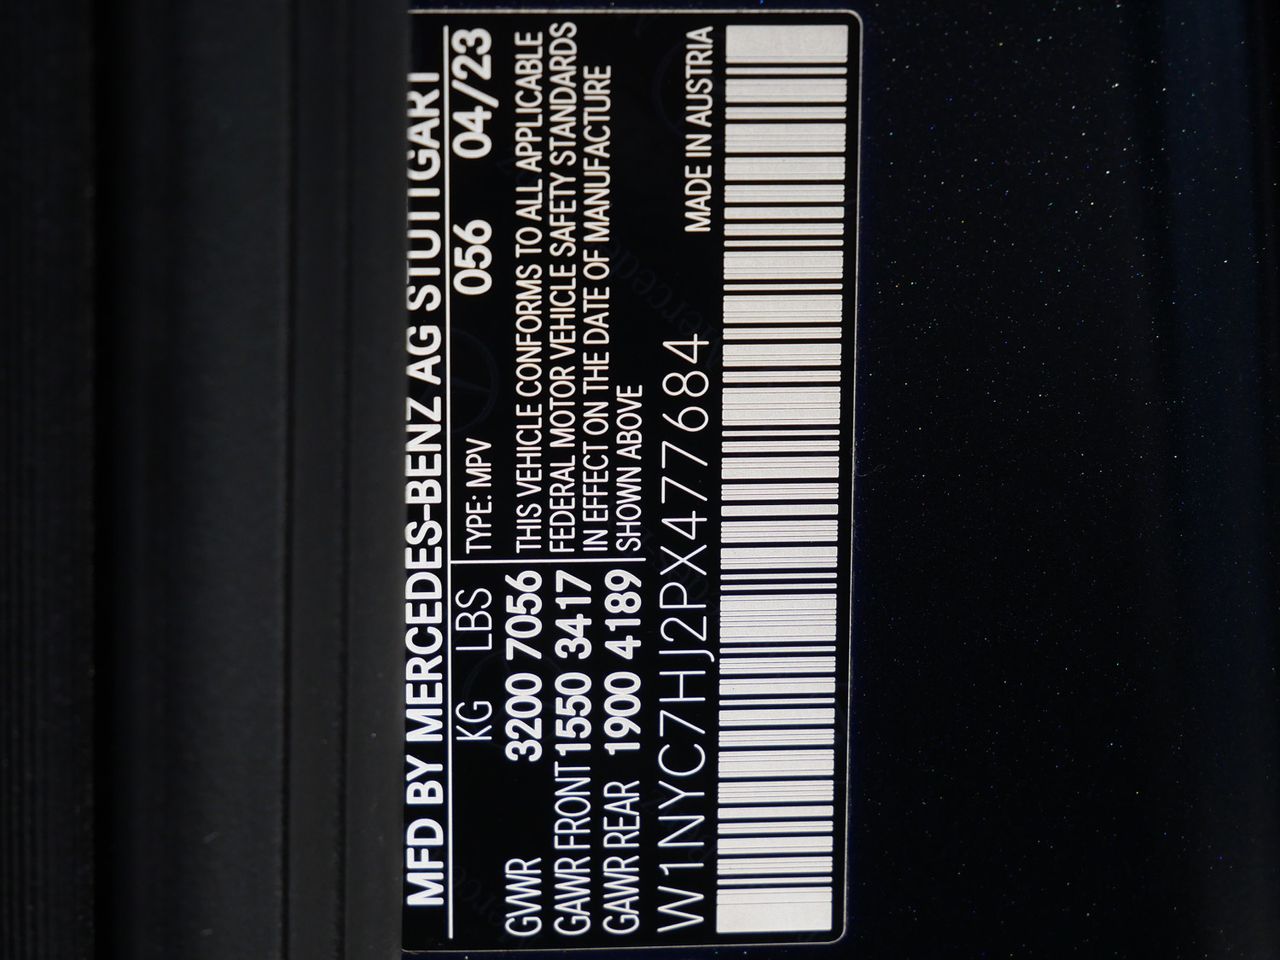 MFD BY MERCEDES-BENZ AG STUTTGART
KG LBS TYPE: MPV 056 04/23
GVWR 3200 7056
GAWR FRONT 1550 3417
GAWR REAR 1900 4189
THIS VEHICLE CONFORMS TO ALL APPLICABLE
FEDERAL MOTOR VEHICLE SAFETY STANDARDS
IN EFFECT ON THE DATE OF MANUFACTURE
SHOWN ABOVE
W1NYC7HJ2PX477684 MADE IN AUSTRIA